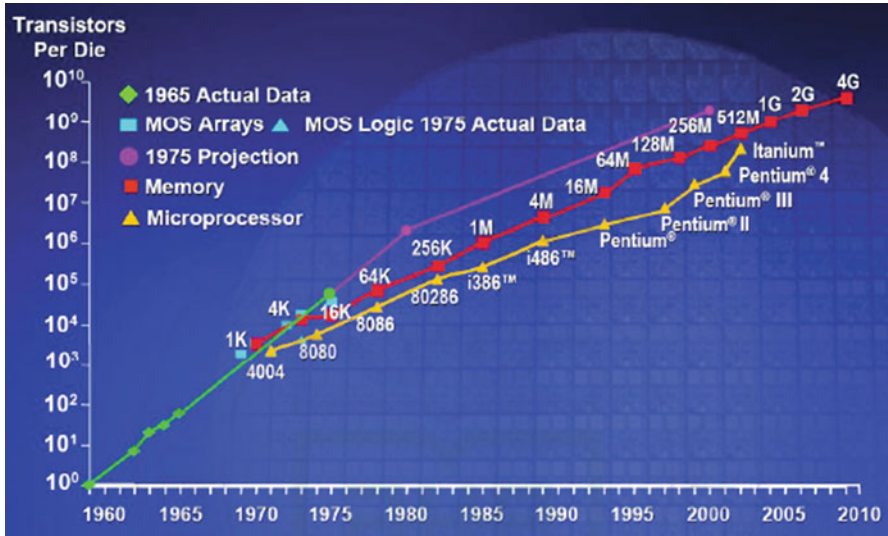 Transistors
Per Die
10¹⁰
10⁹
10⁸
10⁷
10⁶
10⁵
10⁴
10³
10²
10¹
10⁰
1965 Actual Data
MOS Arrays
MOS Logic 1975 Actual Data
1975 Projection
Memory
Microprocessor
1K
4K
16K
64K
256K
1M
4M
16M
64M
128M
256M
512M
1G
2G
4G
4004
8080
8086
80286
i386™
i486™
Pentium®
Pentium® II
Pentium® III
Pentium® 4
Itanium™
1960 1965 1970 1975 1980 1985 1990 1995 2000 2005 2010